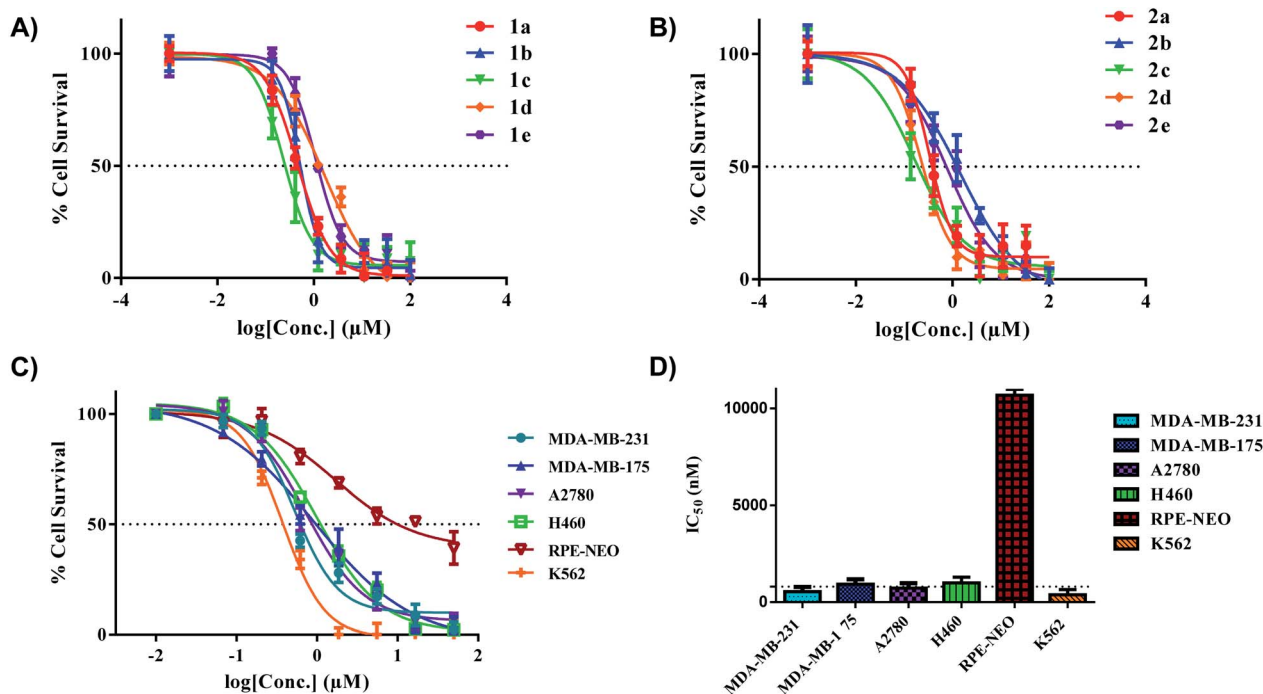 A)
1a
1b
1c
1d
1e
100
50
0
% Cell Survival
-4
-2
0
2
4
log[Conc.] (µM)
B)
2a
2b
2c
2d
2e
100
50
0
% Cell Survival
-4
-2
0
2
4
log[Conc.] (µM)
C)
100
50
0
% Cell Survival
-2
-1
0
1
2
log[Conc.] (µM)
MDA-MB-231
MDA-MB-175
A2780
H460
RPE-NEO
K562
D)
10000
5000
0
IC50 (nM)
MDA-MB-231
MDA-MB-1 75
A2780
H460
RPE-NEO
K562
MDA-MB-231
MDA-MB-175
A2780
H460
RPE-NEO
K562